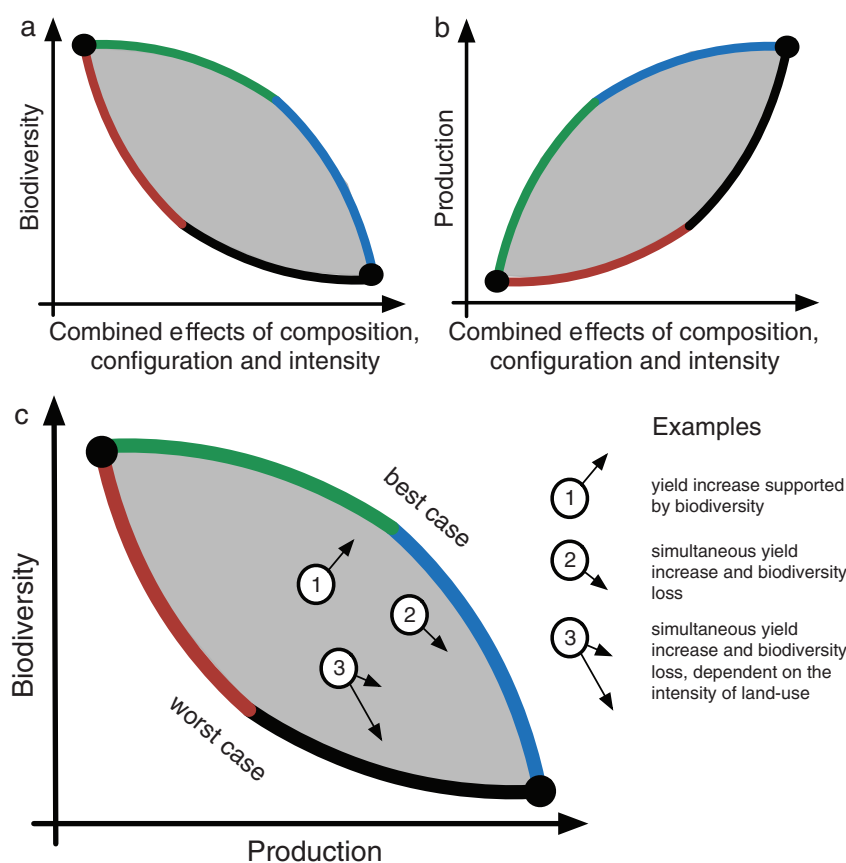 a
Biodiversity
Combined effects of composition,
configuration and intensity
b
Production
Combined effects of composition,
configuration and intensity
c
Biodiversity
Production
best case
worst case
1
2
3
Examples
1
yield increase supported
by biodiversity
2
simultaneous yield
increase and biodiversity
loss
3
simultaneous yield
increase and biodiversity
loss, dependent on the
intensity of land-use